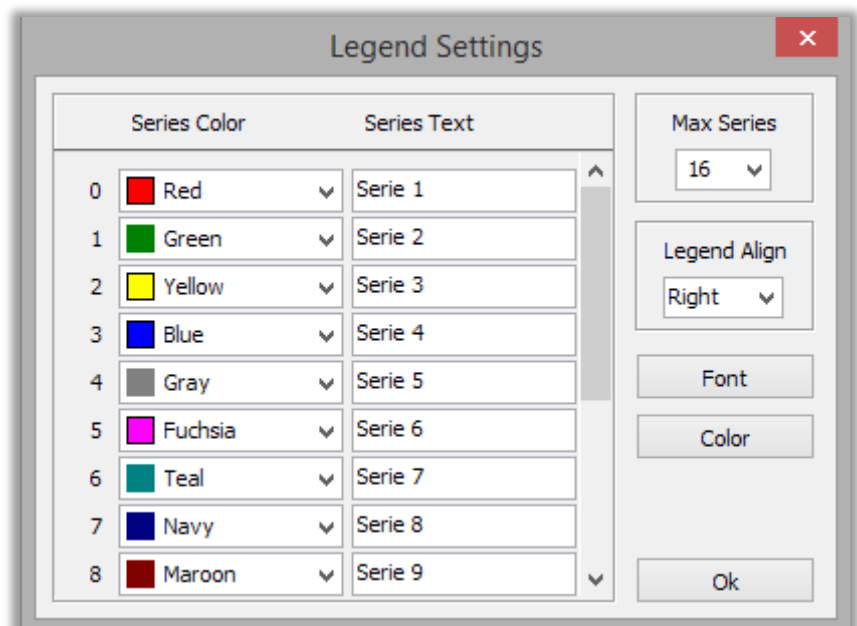 Legend Settings
Series Color Series Text Max Series
16
0 Red Serie 1
1 Green Serie 2
Legend Align
2 Yellow Serie 3 Right
3 Blue Serie 4
4 Gray Serie 5 Font
5 Fuchsia Serie 6 Color
6 Teal Serie 7
7 Navy Serie 8
8 Maroon Serie 9 Ok